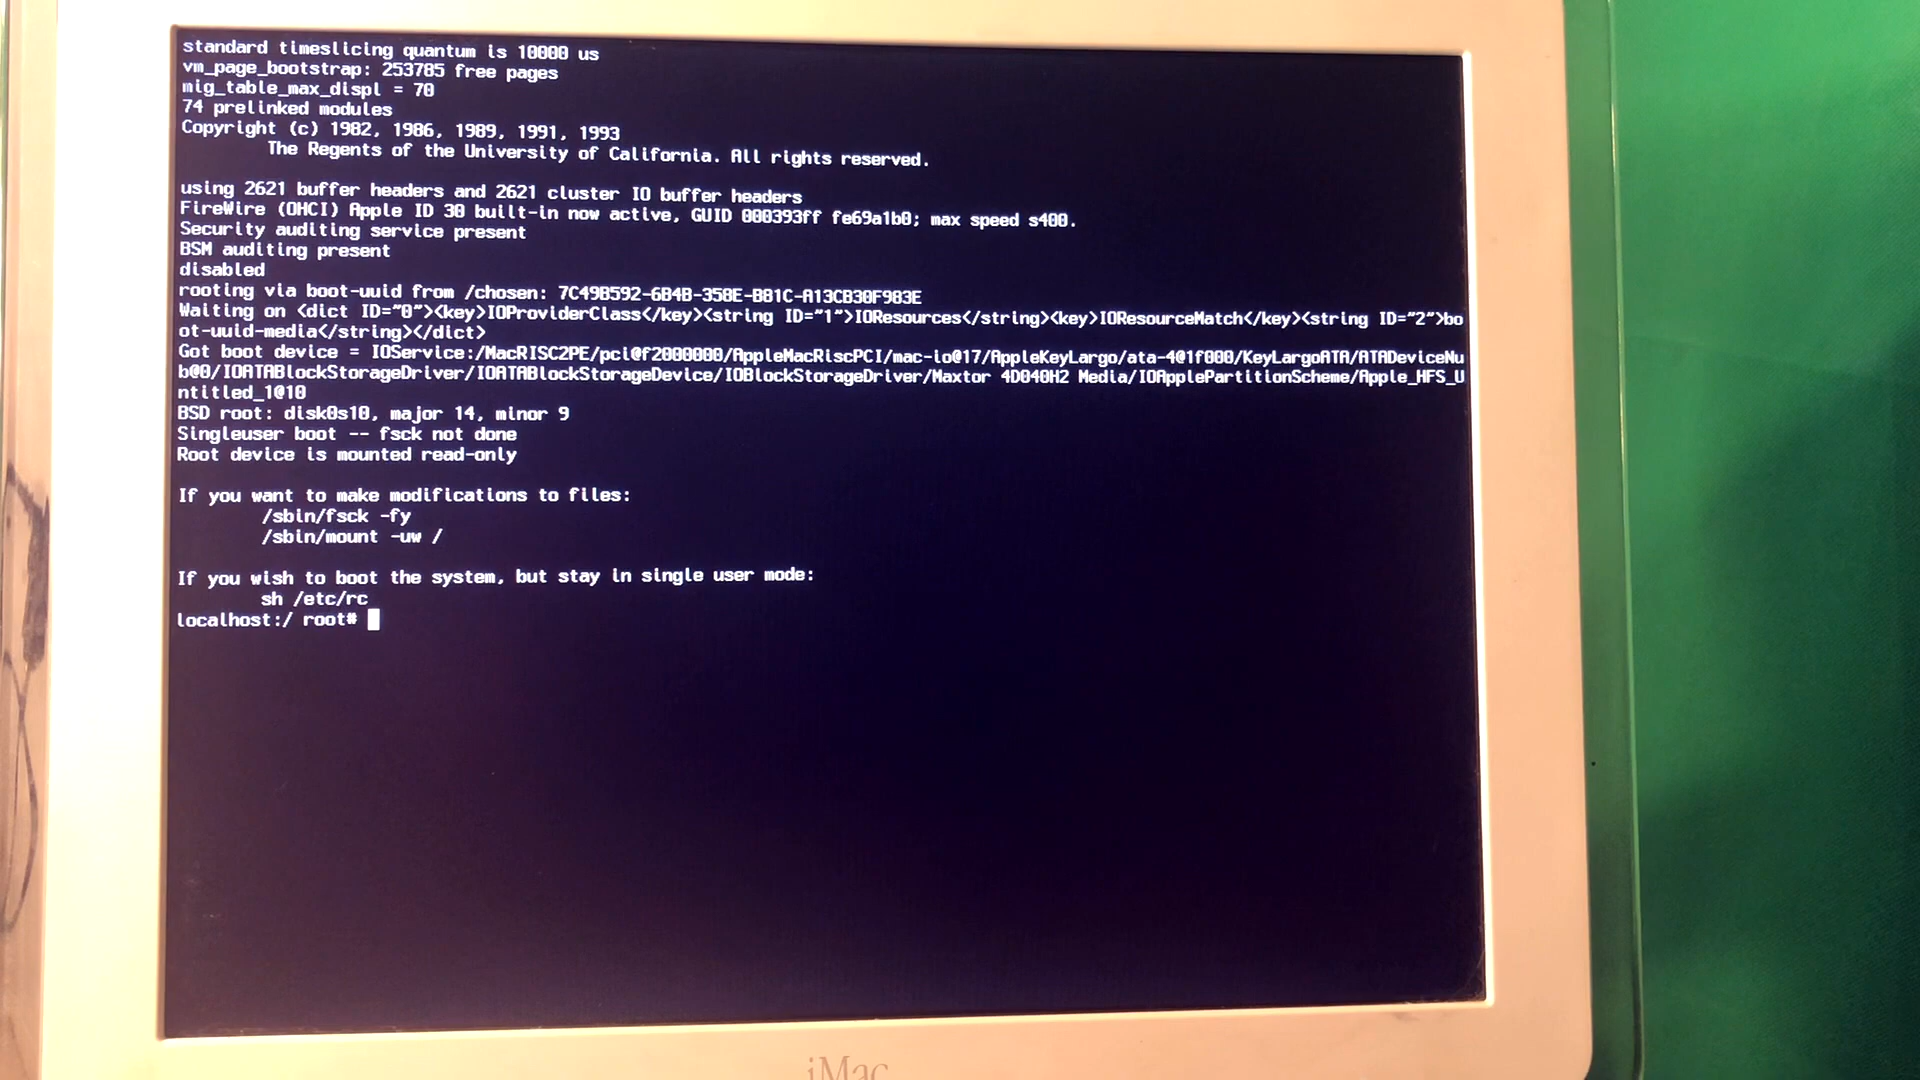 standard timeslicing quantum is 10000 us
vm_page_bootstrap: 253785 free pages
mig_table_max_displ = 70
74 prelinked modules
Copyright (c) 1982, 1986, 1989, 1991, 1993
The Regents of the University of California. All rights reserved.
using 2621 buffer headers and 2621 cluster IO buffer headers
FireWire (OHCI) Apple ID 30 built-in now active, GUID 000393ff fe69a1b0; max speed s400.
Security auditing service present
BSM auditing present
disabled
rooting via boot-uuid from /chosen: 7C49B592-6B4B-358E-B81C-A13CB30F983E
Waiting on <dict ID="0"><key>IOProviderClass</key><string ID="1">IOResources</string><key>IOResourceMatch</key><string ID="2">bo
ot-uuid-media</string></dict>
Got boot device = IOService:/MacRISC2PE/pci@f2000000/AppleMacRiscPCI/mac-io@17/AppleKeyLargo/ata-4@1f000/KeyLargoATA/ATADeviceNu
b@0/IOATABlockStorageDriver/IOATABlockStorageDevice/IOBlockStorageDriver/Maxtor 4D040H2 Media/IOApplePartitionScheme/Apple_HFS_U
ntitled_1@10
BSD root: disk0s10, major 14, minor 9
Singleuser boot -- fsck not done
Root device is mounted read-only
If you want to make modifications to files:
/sbin/fsck -fy
/sbin/mount -uw /
If you wish to boot the system, but stay in single user mode:
sh /etc/rc
localhost:/ root#
iMac